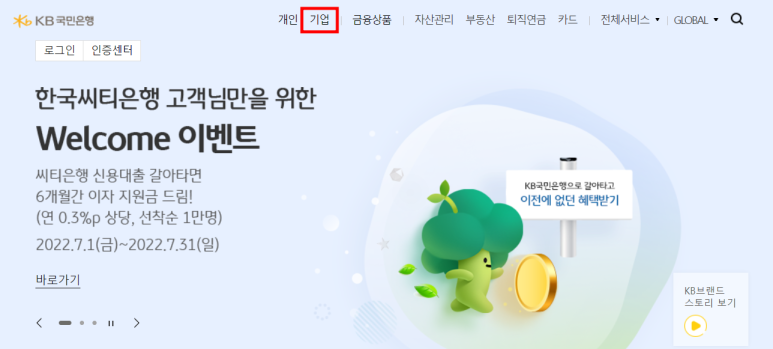 KB 국민은행
개인 기업 금융상품 자산관리 부동산 퇴직연금 카드 전체서비스 GLOBAL
로그인 인증센터
한국씨티은행 고객님만을 위한
Welcome 이벤트
씨티은행 신용대출 갈아타면
6개월간 이자 지원금 드림!
(연 0.3%p 상당, 선착순 1만명)
2022.7.1(금)~2022.7.31(일)
바로가기
KB국민은행으로 갈아타고
이전에 없던 혜택받기
KB브랜드
스토리 보기